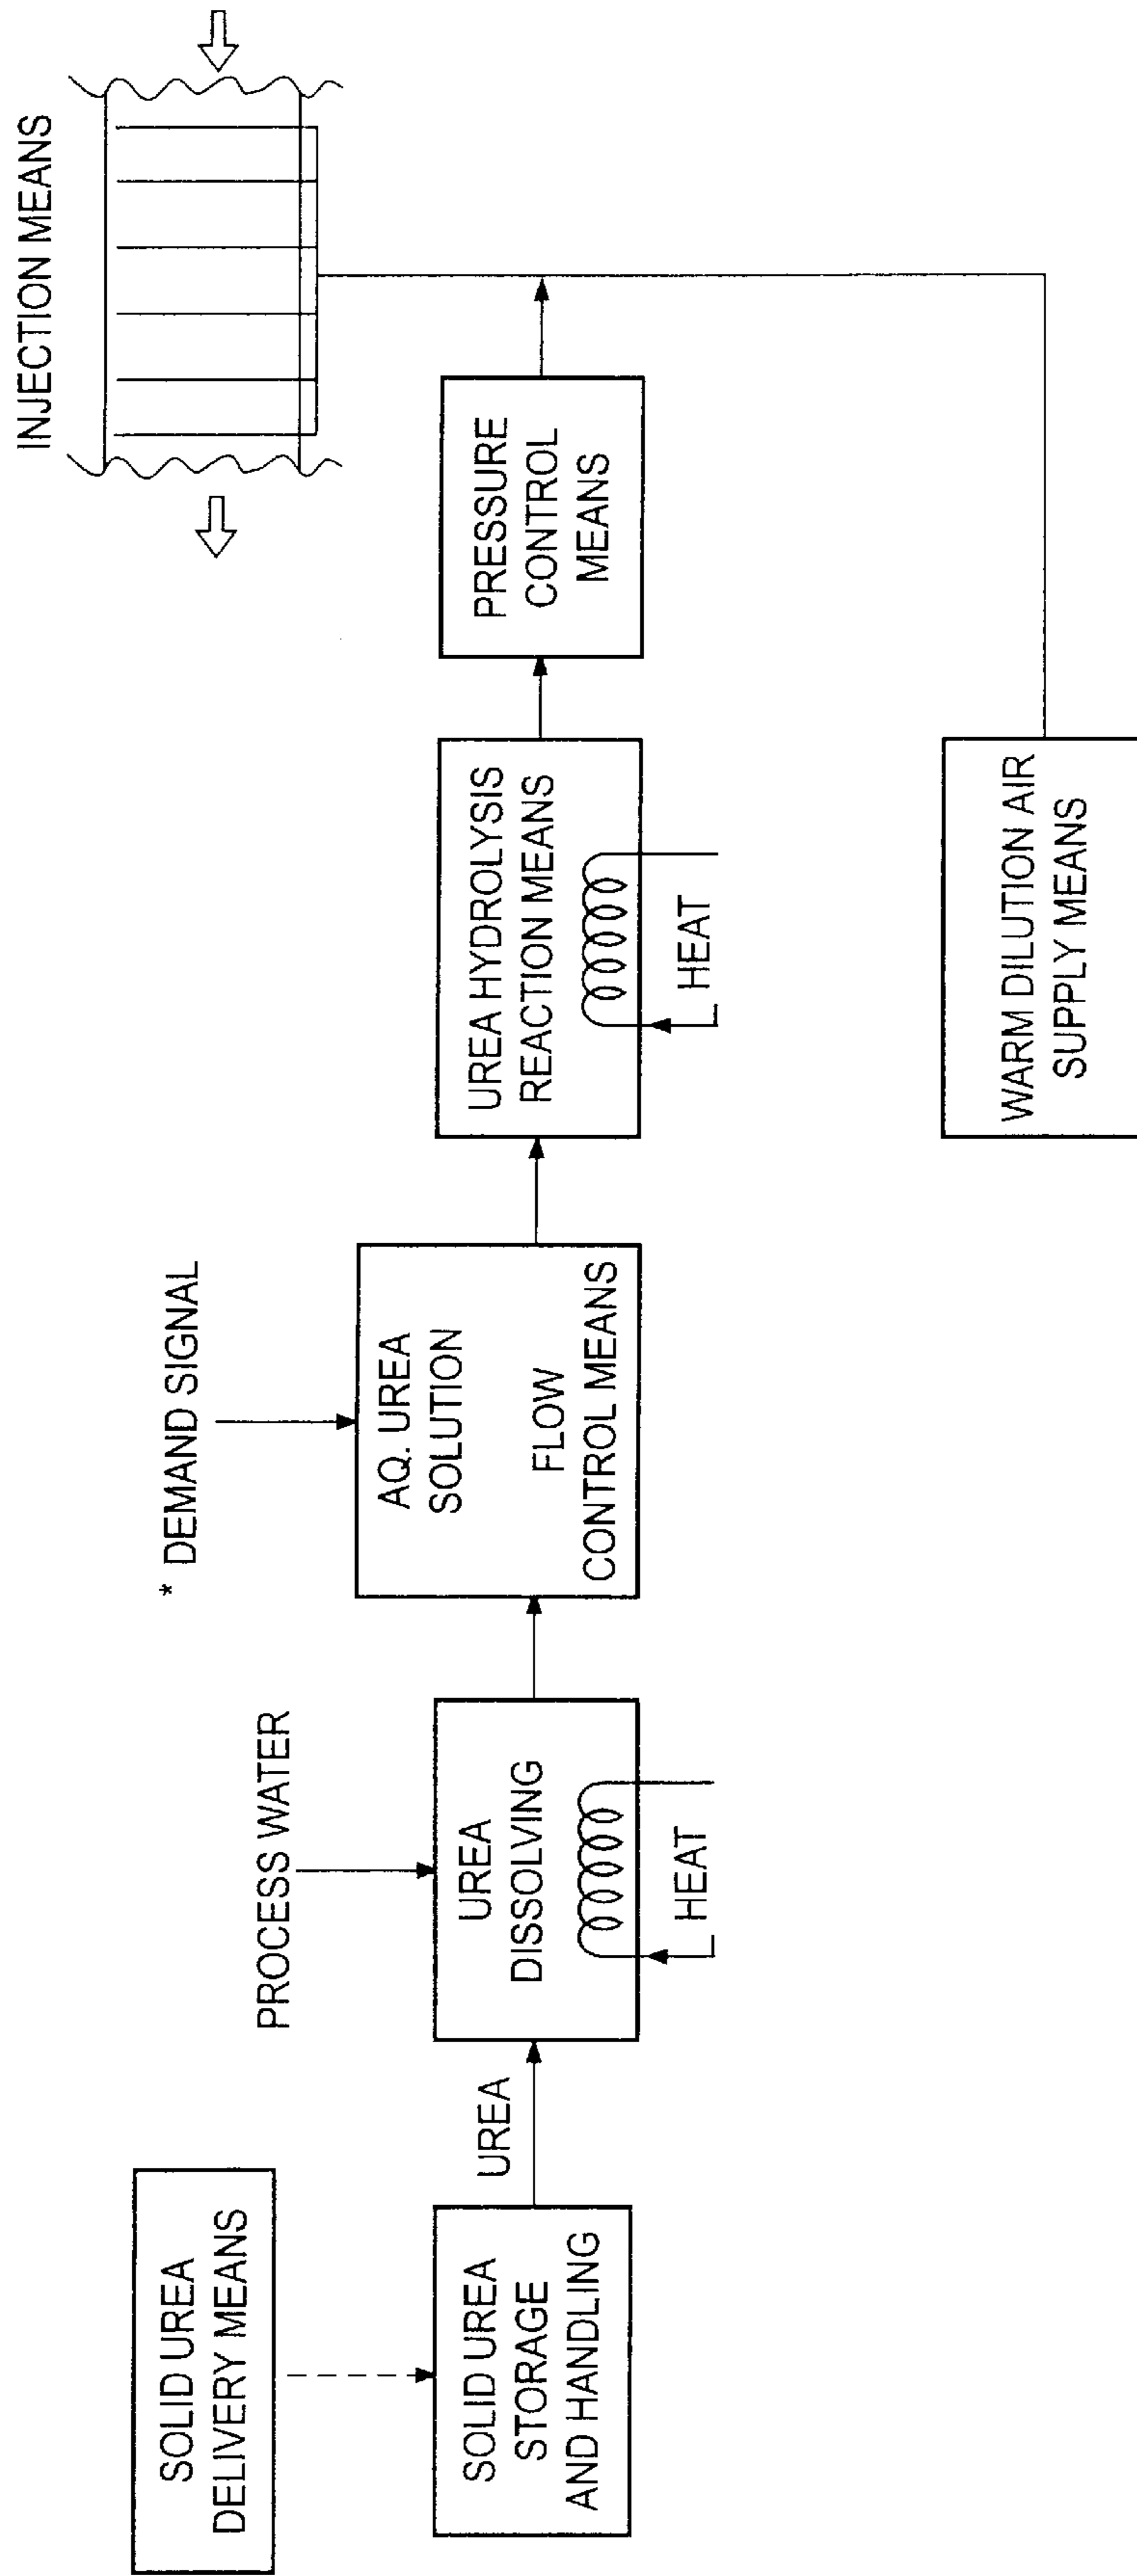 SOLID UREA
DELIVERY MEANS
SOLID UREA
STORAGE
AND HANDLING
UREA
PROCESS WATER
UREA
DISSOLVING
HEAT
* DEMAND SIGNAL
AQ. UREA
SOLUTION
FLOW
CONTROL MEANS
UREA HYDROLYSIS
REACTION MEANS
HEAT
PRESSURE
CONTROL
MEANS
INJECTION MEANS
WARM DILUTION AIR
SUPPLY MEANS